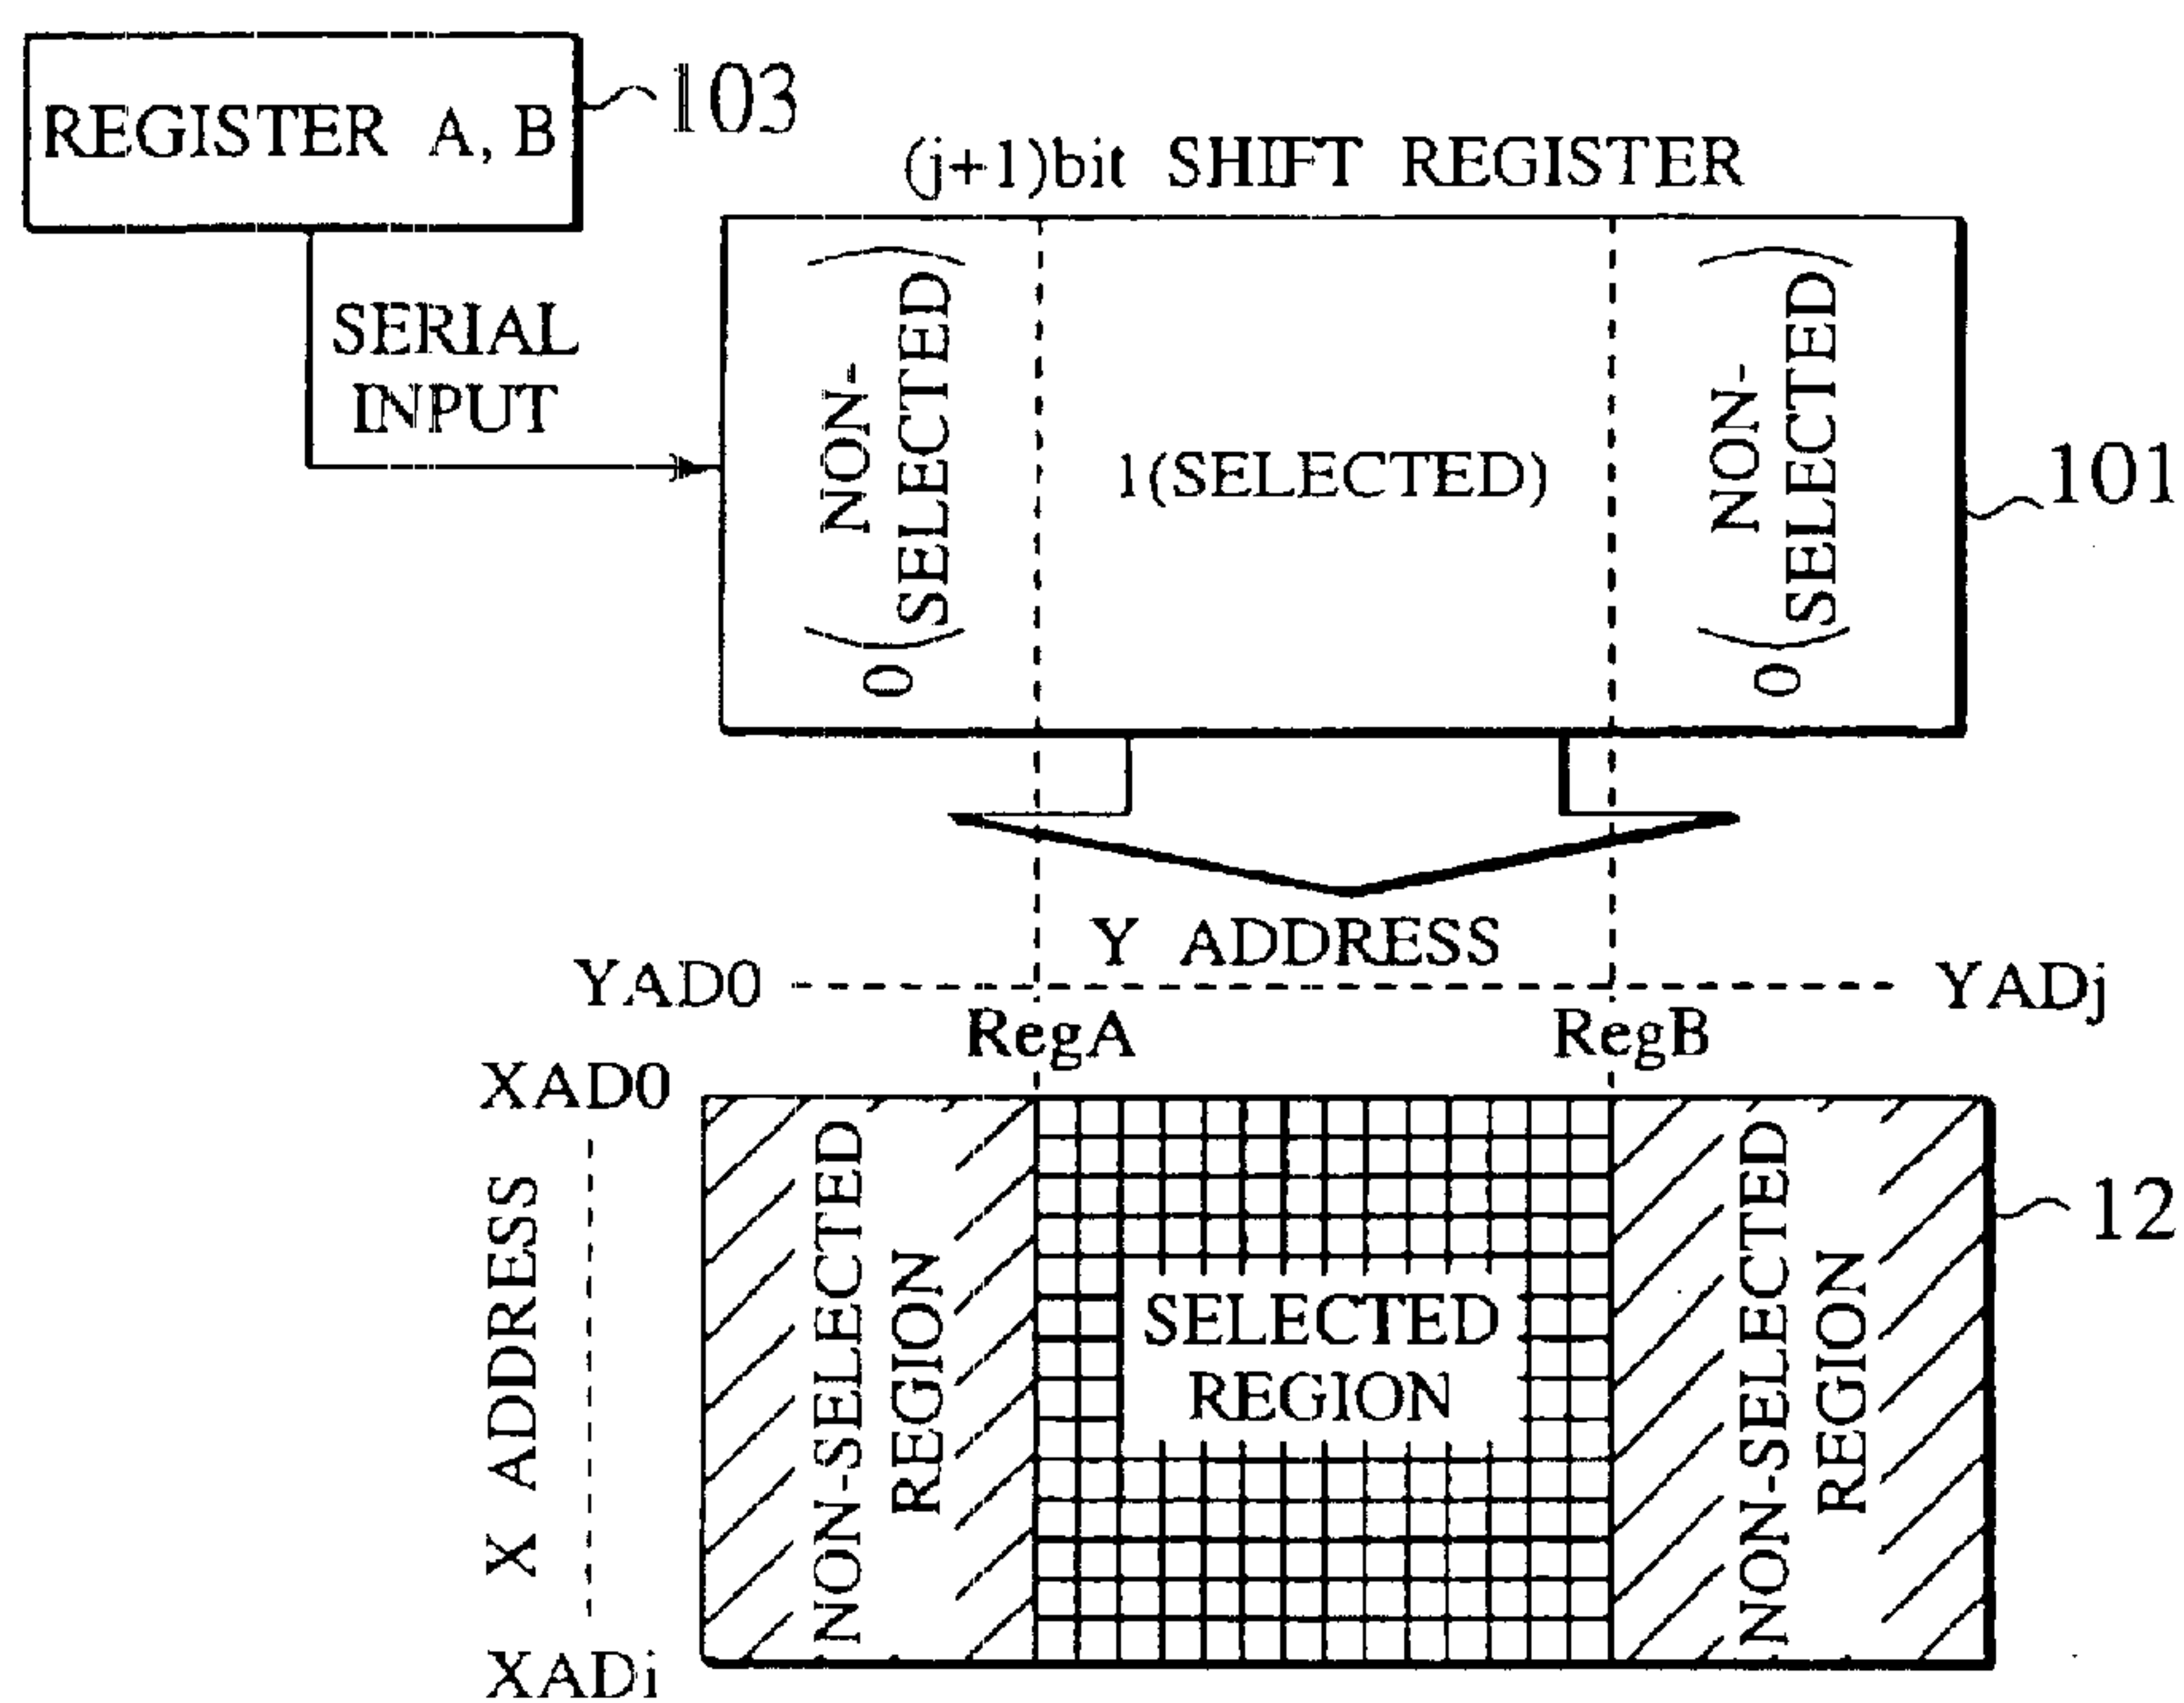 REGISTER A, B
103
(j+1)bit SHIFT REGISTER
SERIAL
INPUT
0(NON-
SELECTED)
1(SELECTED)
0(NON-
SELECTED)
101
Y ADDRESS
YAD0
YADj
RegA
RegB
XAD0
X ADDRESS
XADi
NON-SELECTED
REGION
SELECTED
REGION
NON-SELECTED
REGION
12